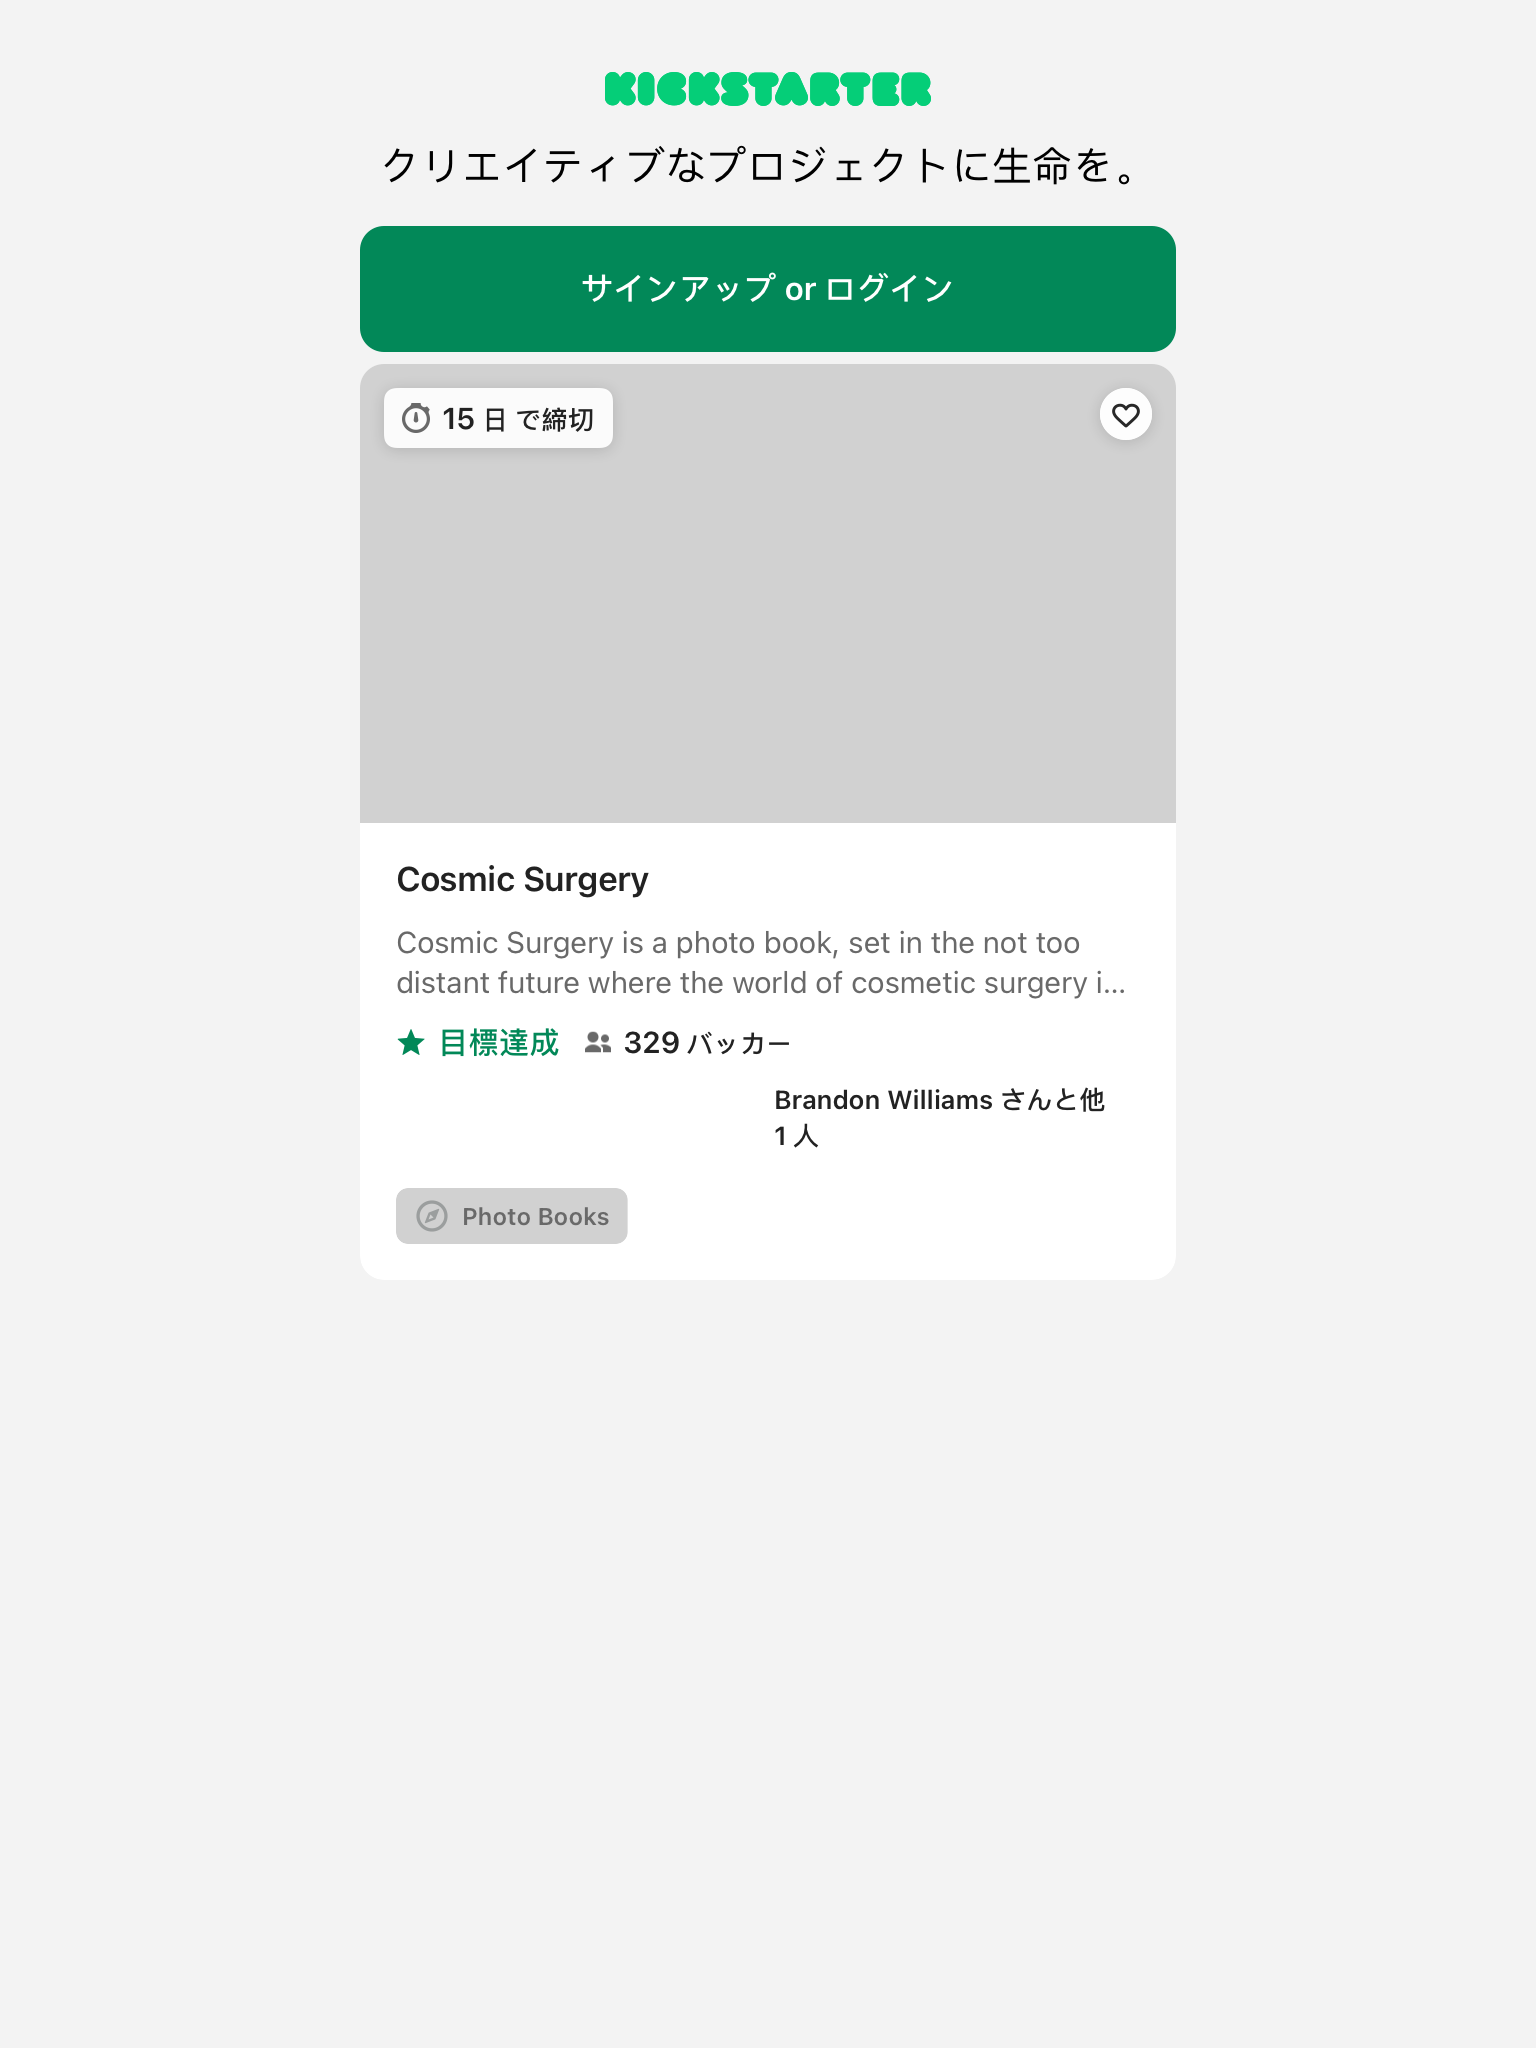 KICKSTARTER
クリエイティブなプロジェクトに生命を。
サインアップ or ログイン
15 日 で締切
Cosmic Surgery
Cosmic Surgery is a photo book, set in the not too
distant future where the world of cosmetic surgery i...
目標達成 329 バッカー
Brandon Williams さんと他
1 人
Photo Books